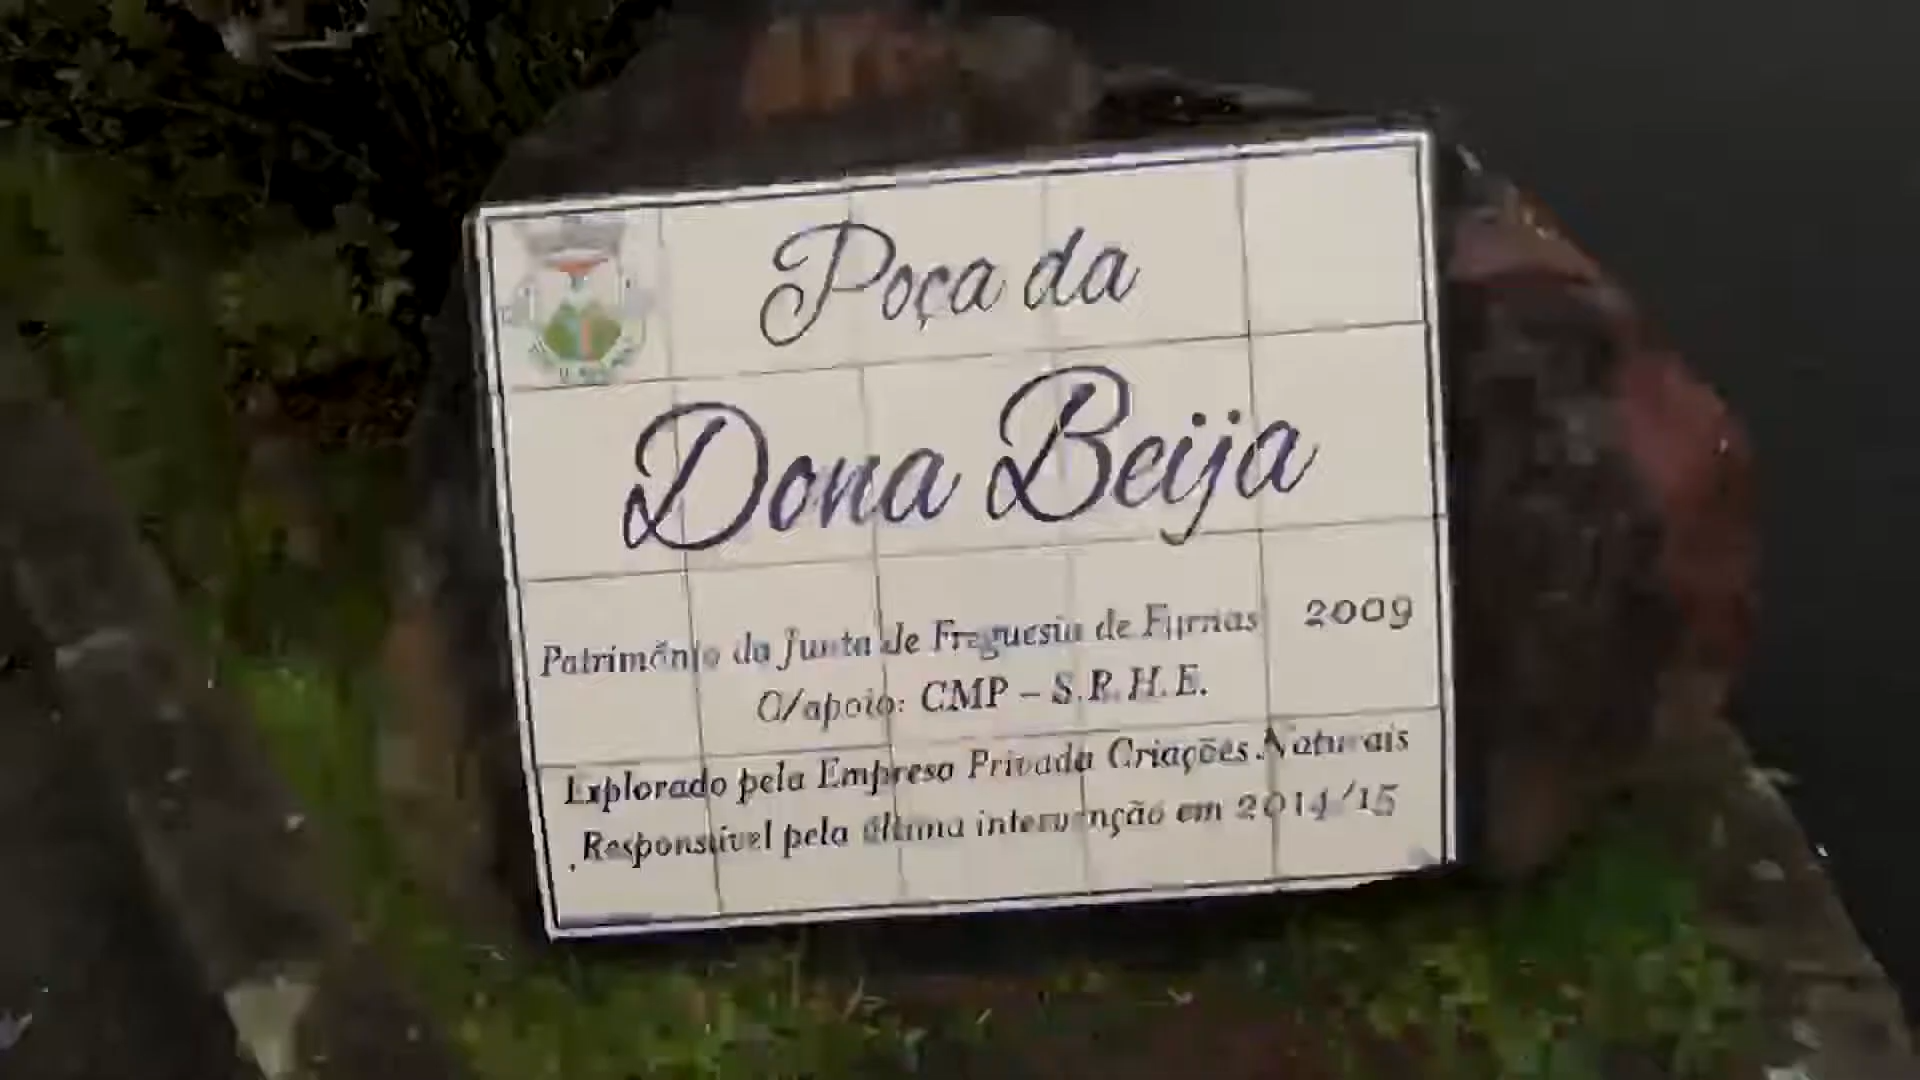 Poça da
Dona Beija
Património da Junta de Freguesia de Furnas 2009
C/apoio: CMP - S.R.H.E.
Explorado pela Empresa Privada Criações Naturais
Responsável pela última intervenção em 2014/15